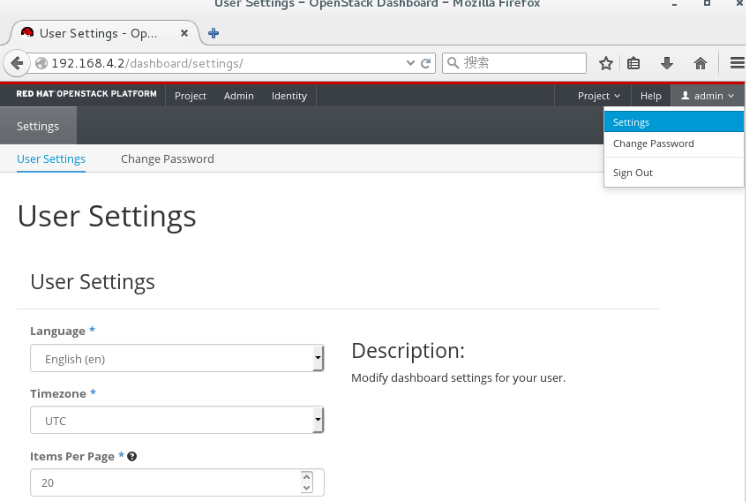 User Settings - OpenStack Dashboard - Mozilla Firefox
User Settings - Op...
192.168.4.2/dashboard/settings/
搜索
RED HAT OPENSTACK PLATFORM Project Admin Identity Project Help admin
Settings
Settings
Change Password
Sign Out
User Settings Change Password
User Settings
User Settings
Language *
English (en)
Description:
Modify dashboard settings for your user.
Timezone *
UTC
Items Per Page *
20